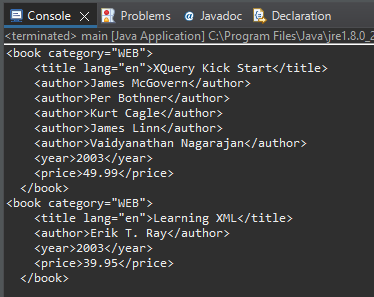 Console Problems Javadoc Declaration
<terminated> main [Java Application] C:\Program Files\Java\jre1.8.0_2
<book category="WEB">
    <title lang="en">XQuery Kick Start</title>
    <author>James McGovern</author>
    <author>Per Bothner</author>
    <author>Kurt Cagle</author>
    <author>James Linn</author>
    <author>Vaidyanathan Nagarajan</author>
    <year>2003</year>
    <price>49.99</price>
  </book>
<book category="WEB">
    <title lang="en">Learning XML</title>
    <author>Erik T. Ray</author>
    <year>2003</year>
    <price>39.95</price>
  </book>